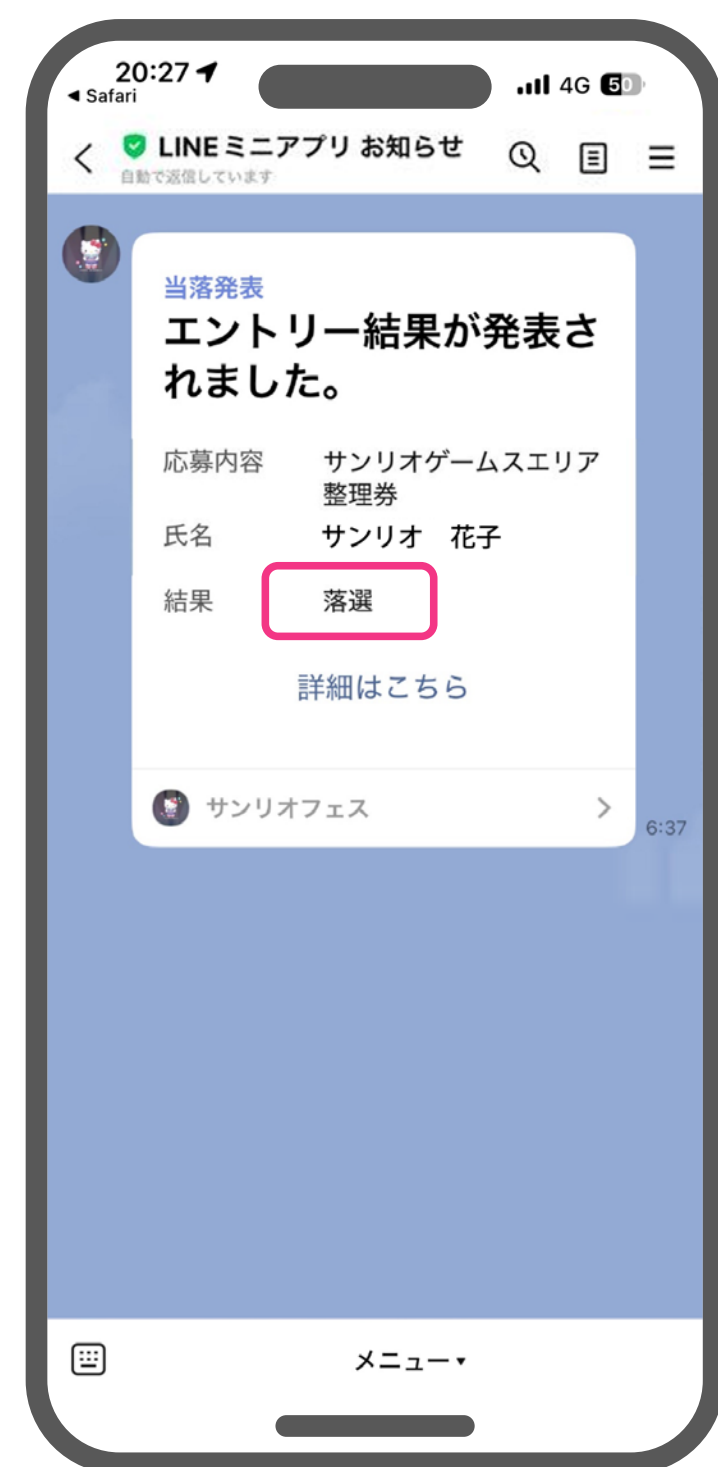 20:27
◀ Safari
4G 50
LINEミニアプリ お知らせ
自動で返信しています
当落発表
エントリー結果が発表さ
れました。
応募内容 サンリオゲームスエリア
整理券
氏名 サンリオ　花子
結果 落選
詳細はこちら
サンリオフェス
6:37
メニュー▾